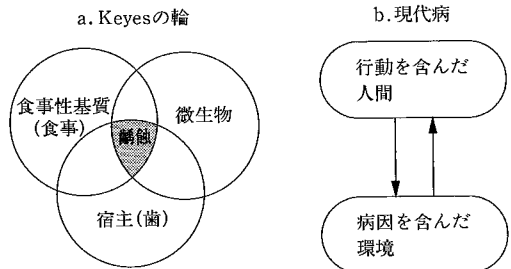 a.Keyesの輪
食事性基質
(食事)
微生物
齲蝕
宿主(歯)
b.現代病
行動を含んだ
人間
病因を含んだ
環境